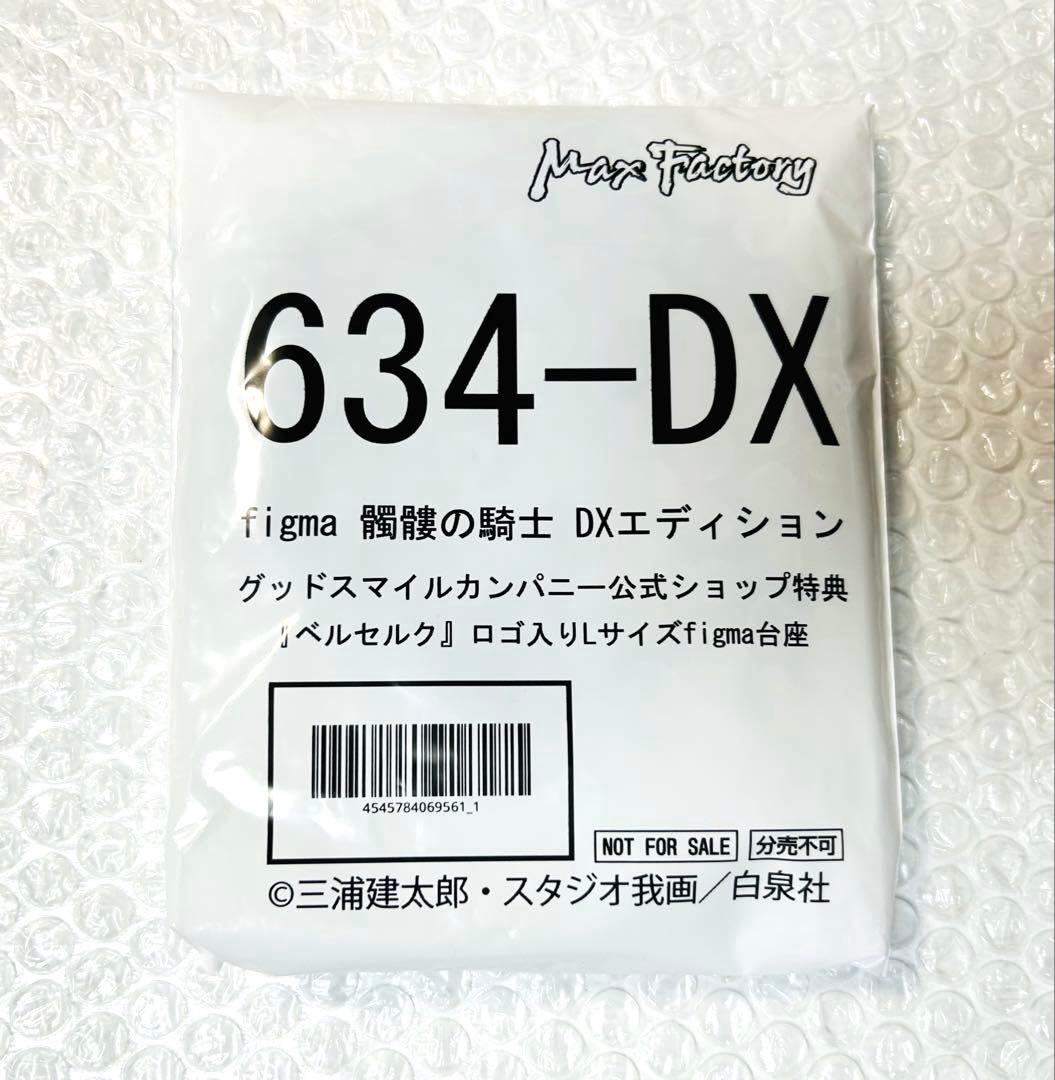 Max Factory
634-DX
figma 髑髏の騎士 DXエディション
グッドスマイルカンパニー公式ショップ特典
『ベルセルク』ロゴ入りLサイズfigma台座
4545784069561_1
NOT FOR SALE 分売不可
©三浦建太郎・スタジオ我画／白泉社